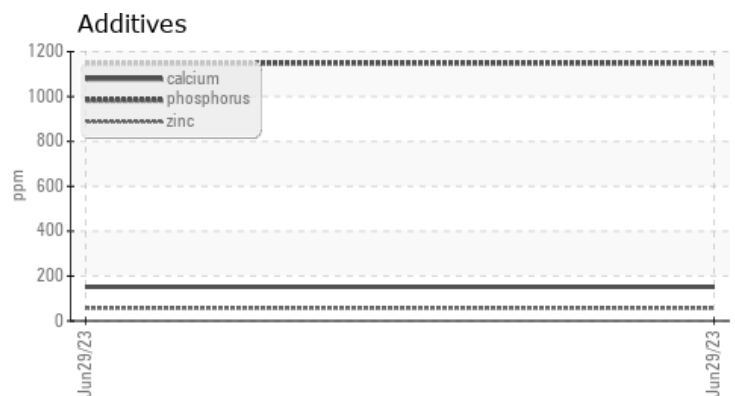 Additives
1200
1000
800
600
400
200
0
ppm
calcium
phosphorus
zinc
Jun29/23
Jun29/23